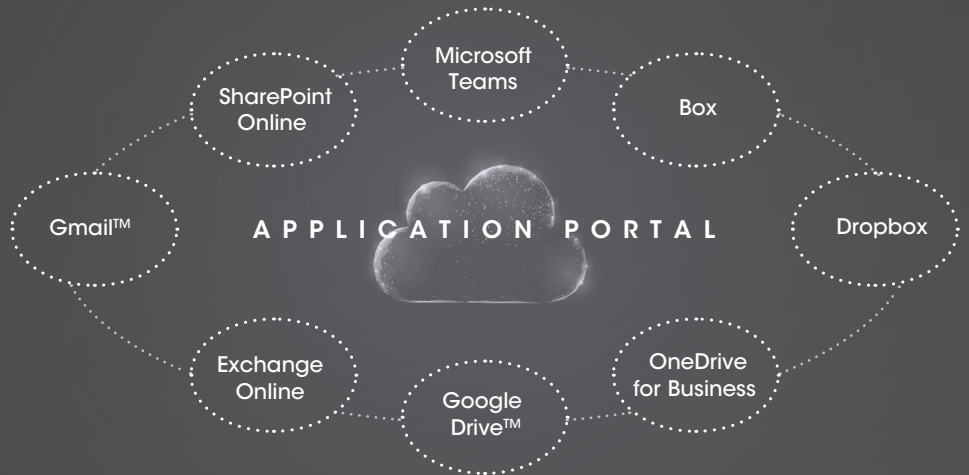 Microsoft
Teams
SharePoint
Online
Box
Gmail™
APPLICATION PORTAL
Dropbox
Exchange
Online
OneDrive
for Business
Google
Drive™